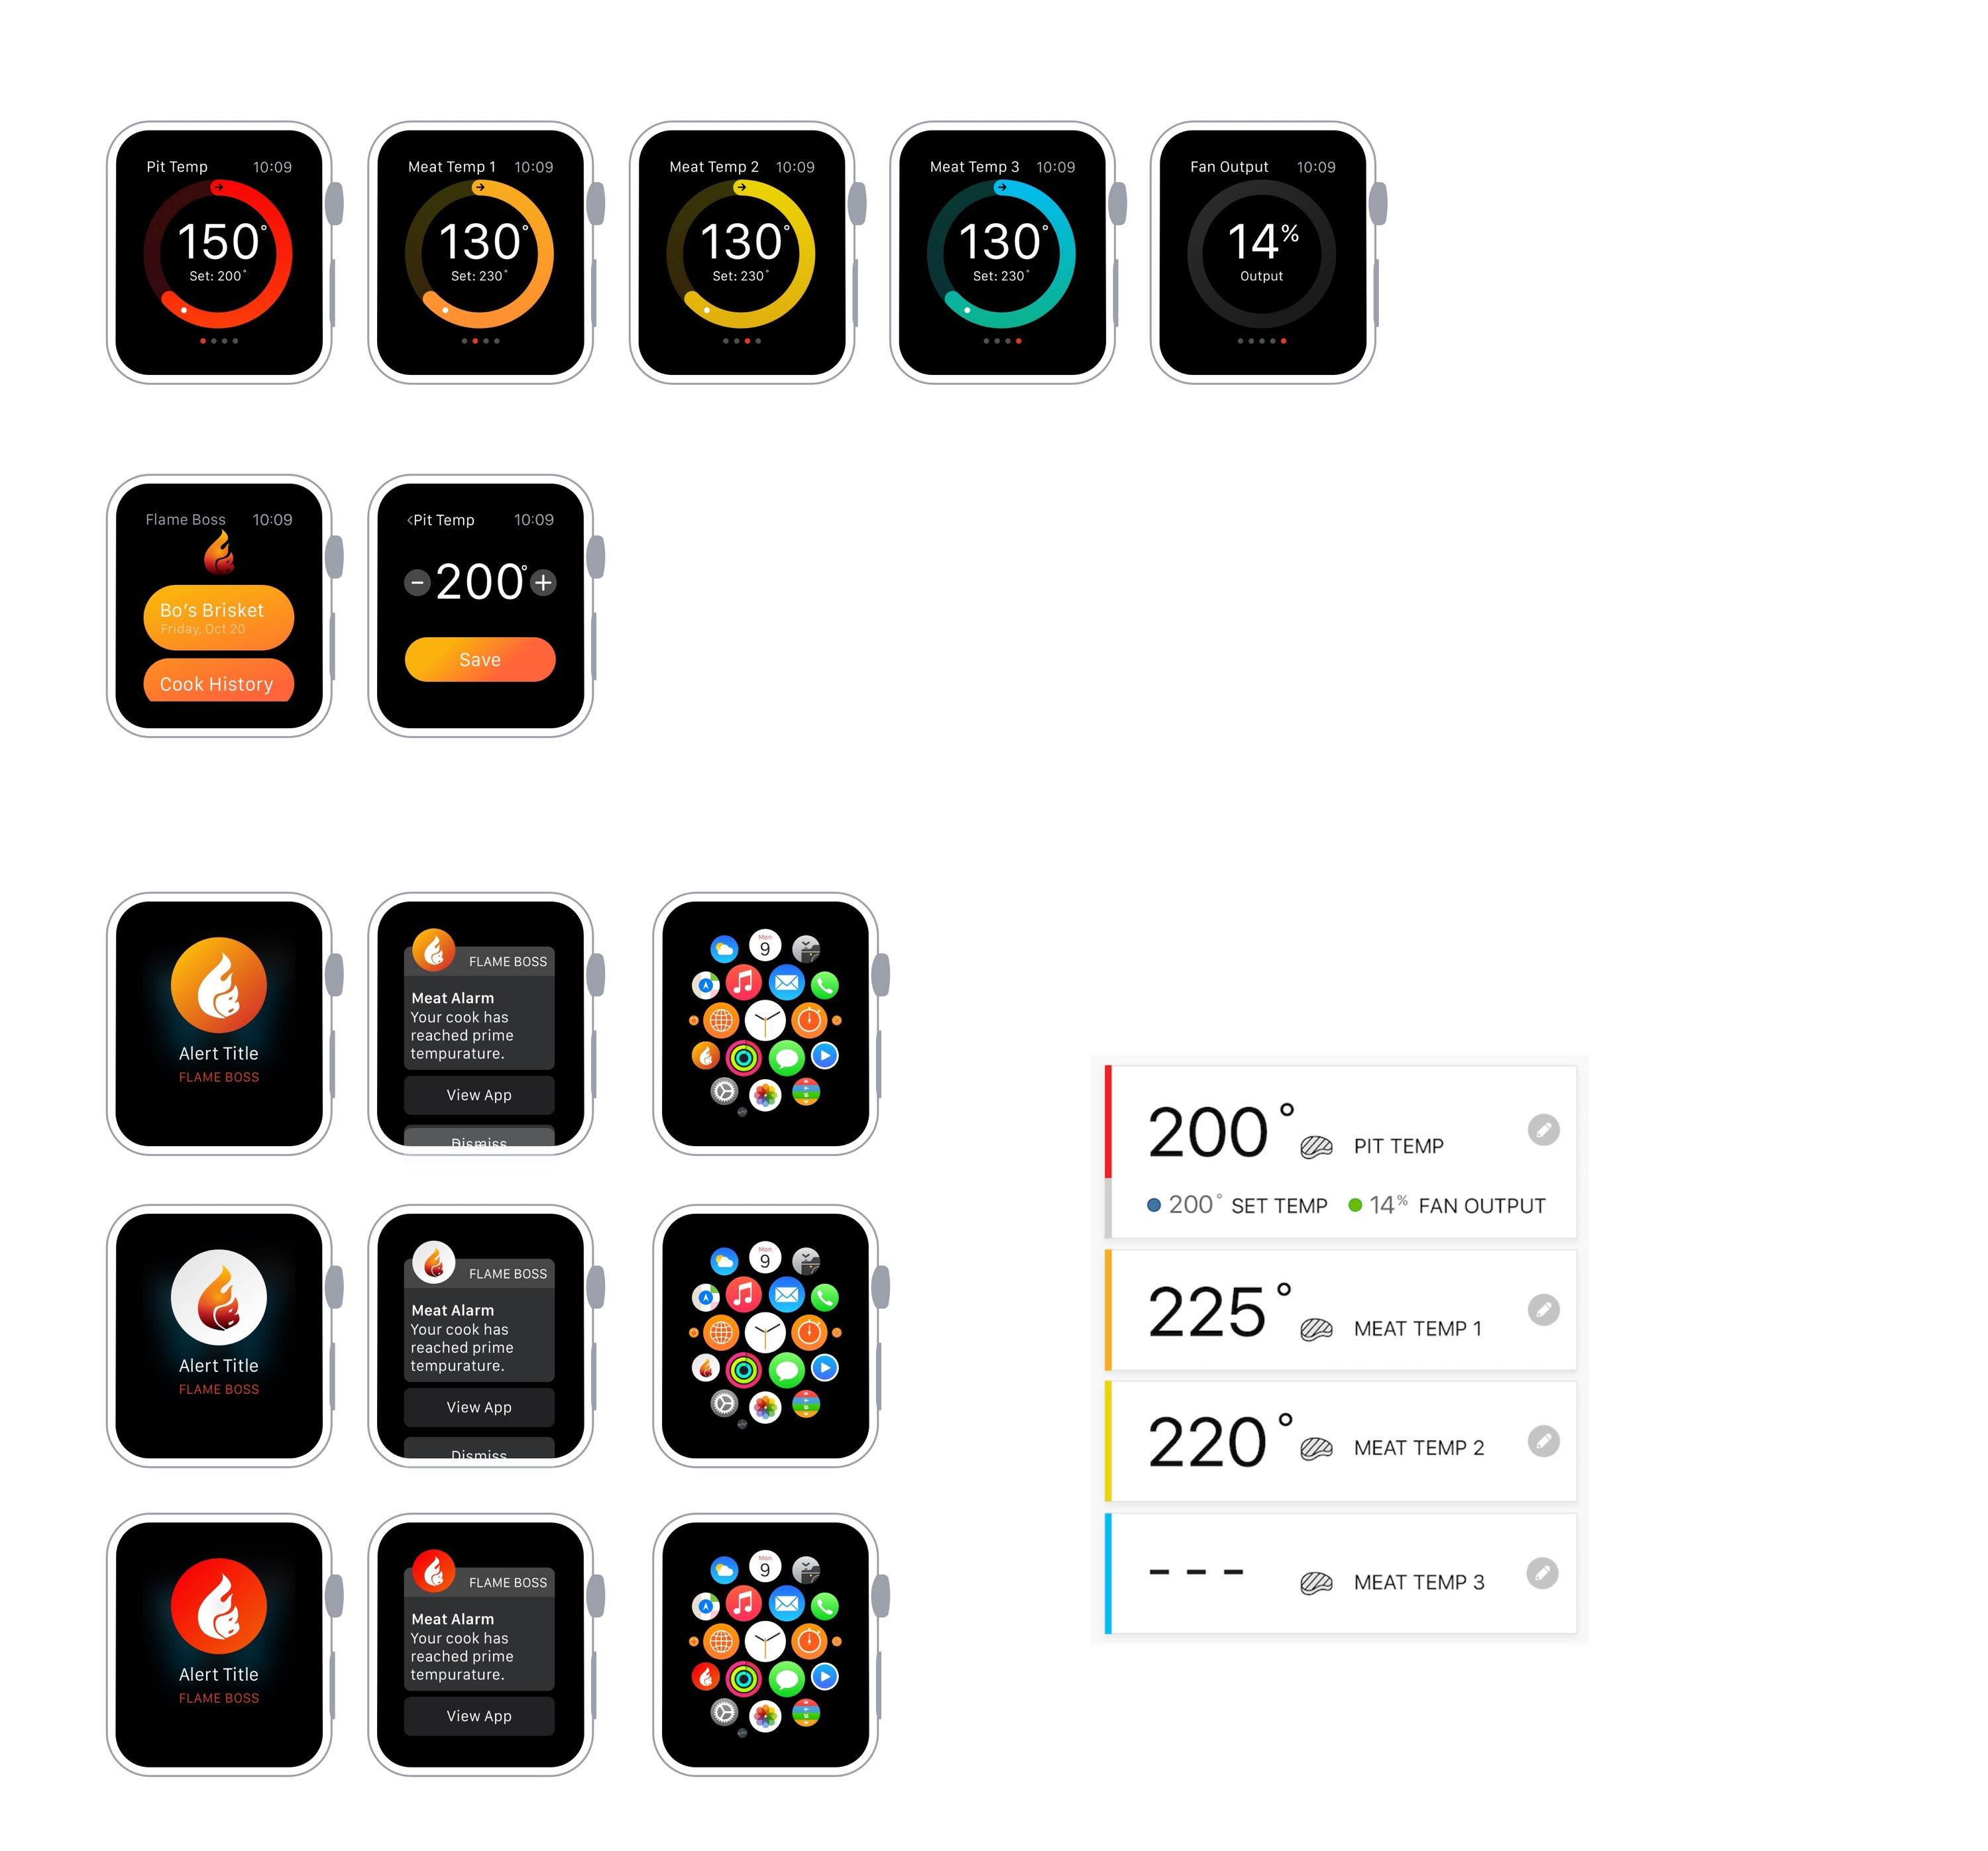 Pit Temp 10:09
150°
Set: 200°
Meat Temp 1 10:09
130°
Set: 230°
Meat Temp 2 10:09
130°
Set: 230°
Meat Temp 3 10:09
130°
Set: 230°
Fan Output 10:09
14%
Output
Flame Boss 10:09
Bo's Brisket
Friday, Oct 20
Cook History
<Pit Temp 10:09
− 200° +
Save
Alert Title
FLAME BOSS
FLAME BOSS
Meat Alarm
Your cook has
reached prime
tempurature.
View App
Dismiss
Mon
9
Alert Title
FLAME BOSS
FLAME BOSS
Meat Alarm
Your cook has
reached prime
tempurature.
View App
Dismiss
Mon
9
Alert Title
FLAME BOSS
FLAME BOSS
Meat Alarm
Your cook has
reached prime
tempurature.
View App
Mon
9
200° PIT TEMP
200° SET TEMP 14% FAN OUTPUT
225° MEAT TEMP 1
220° MEAT TEMP 2
--- MEAT TEMP 3